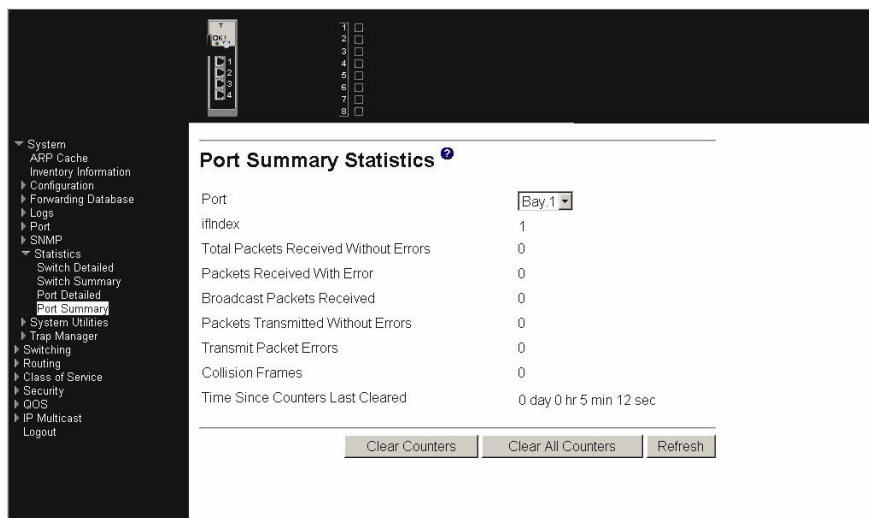 OK
1
2
3
4
1
2
3
4
5
6
7
8
System
ARP Cache
Inventory Information
Configuration
Forwarding Database
Logs
Port
SNMP
Statistics
Switch Detailed
Switch Summary
Port Detailed
Port Summary
System Utilities
Trap Manager
Switching
Routing
Class of Service
Security
QOS
IP Multicast
Logout
Port Summary Statistics ?
Port Bay.1
ifIndex 1
Total Packets Received Without Errors 0
Packets Received With Error 0
Broadcast Packets Received 0
Packets Transmitted Without Errors 0
Transmit Packet Errors 0
Collision Frames 0
Time Since Counters Last Cleared 0 day 0 hr 5 min 12 sec
Clear Counters Clear All Counters Refresh